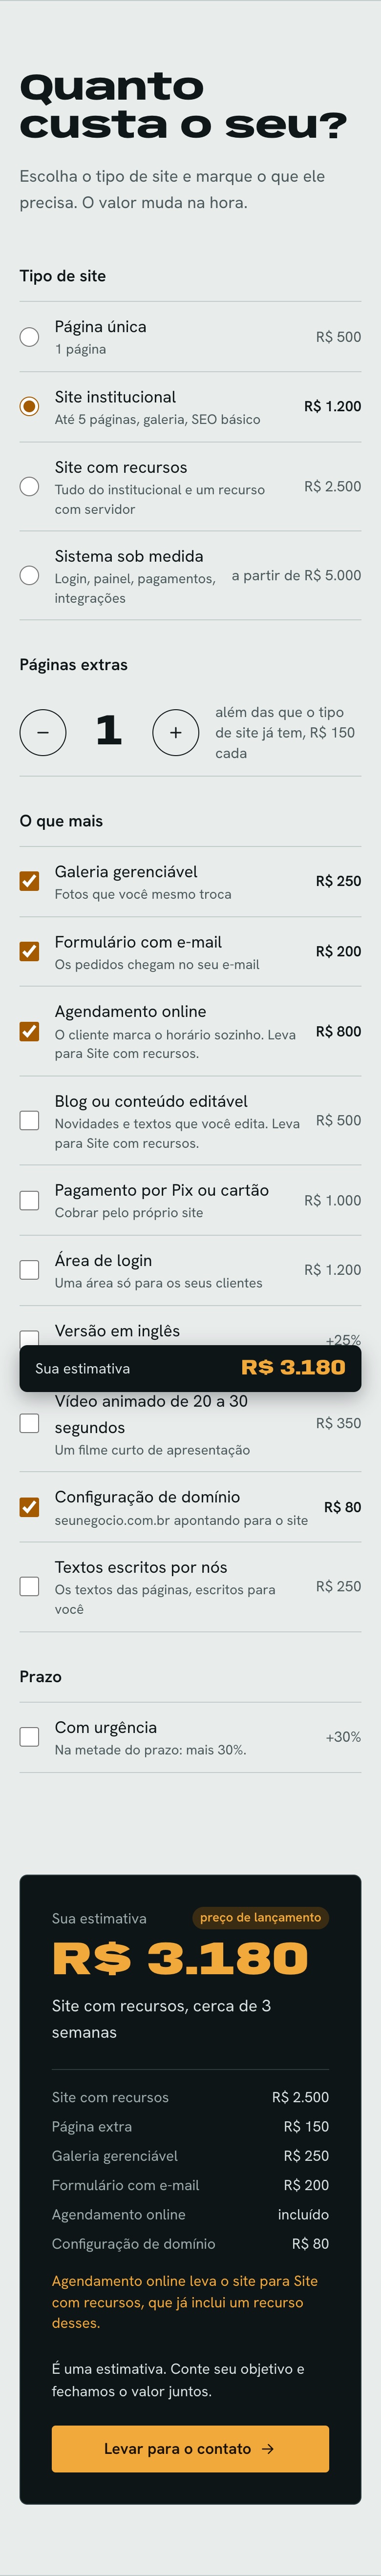 Quanto
custa o seu?
Escolha o tipo de site e marque o que ele
precisa. O valor muda na hora.
Tipo de site
Página única
1 página
R$ 500
Site institucional
Até 5 páginas, galeria, SEO básico
R$ 1.200
Site com recursos
Tudo do institucional e um recurso
com servidor
R$ 2.500
Sistema sob medida
Login, painel, pagamentos,
integrações
a partir de R$ 5.000
Páginas extras
− 1 +
além das que o tipo
de site já tem, R$ 150
cada
O que mais
Galeria gerenciável
Fotos que você mesmo troca
R$ 250
Formulário com e-mail
Os pedidos chegam no seu e-mail
R$ 200
Agendamento online
O cliente marca o horário sozinho. Leva
para Site com recursos.
R$ 800
Blog ou conteúdo editável
Novidades e textos que você edita. Leva
para Site com recursos.
R$ 500
Pagamento por Pix ou cartão
Cobrar pelo próprio site
R$ 1.000
Área de login
Uma área só para os seus clientes
R$ 1.200
Versão em inglês
+25%
Sua estimativa R$ 3.180
Vídeo animado de 20 a 30
segundos
Um filme curto de apresentação
R$ 350
Configuração de domínio
seunegocio.com.br apontando para o site
R$ 80
Textos escritos por nós
Os textos das páginas, escritos para
você
R$ 250
Prazo
Com urgência
Na metade do prazo: mais 30%.
+30%
Sua estimativa preço de lançamento
R$ 3.180
Site com recursos, cerca de 3
semanas
Site com recursos R$ 2.500
Página extra R$ 150
Galeria gerenciável R$ 250
Formulário com e-mail R$ 200
Agendamento online incluído
Configuração de domínio R$ 80
Agendamento online leva o site para Site
com recursos, que já inclui um recurso
desses.
É uma estimativa. Conte seu objetivo e
fechamos o valor juntos.
Levar para o contato →